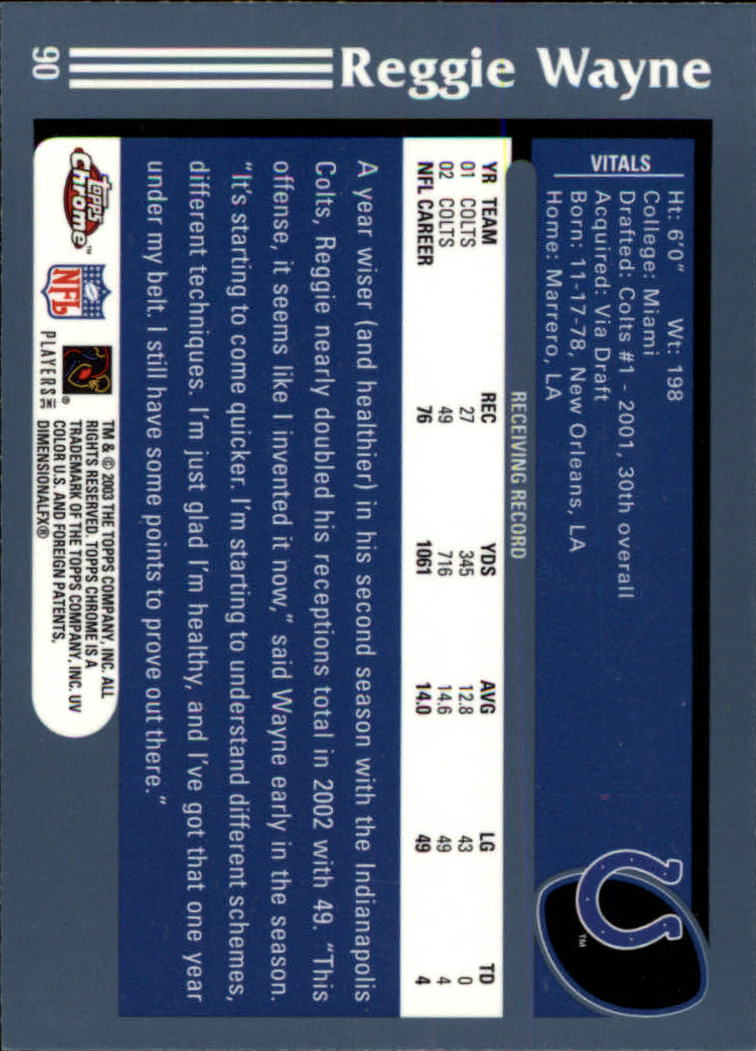 Reggie Wayne
90
VITALS
Ht: 6'0" Wt: 198
College: Miami
Drafted: Colts #1 - 2001, 30th overall
Acquired: Via Draft
Born: 11-17-78, New Orleans, LA
Home: Marrero, LA
TM
RECEIVING RECORD
YR TEAM REC YDS AVG LG TD
01 COLTS 27 345 12.8 43 0
02 COLTS 49 716 14.6 49 4
NFL CAREER 76 1061 14.0 49 4
A year wiser (and healthier) in his second season with the Indianapolis
Colts, Reggie nearly doubled his receptions total in 2002 with 49. "This
offense, it seems like I invented it now," said Wayne early in the season.
"It's starting to come quicker. I'm starting to understand different schemes,
different techniques. I'm just glad I'm healthy, and I've got that one year
under my belt. I still have some points to prove out there."
Topps
Chrome™
NFL
PLAYERS INC ®
TM & © 2003 THE TOPPS COMPANY, INC. ALL
RIGHTS RESERVED. TOPPS CHROME IS A
TRADEMARK OF THE TOPPS COMPANY, INC. UV
COLOR U.S. AND FOREIGN PATENTS,
DIMENSIONALFX®